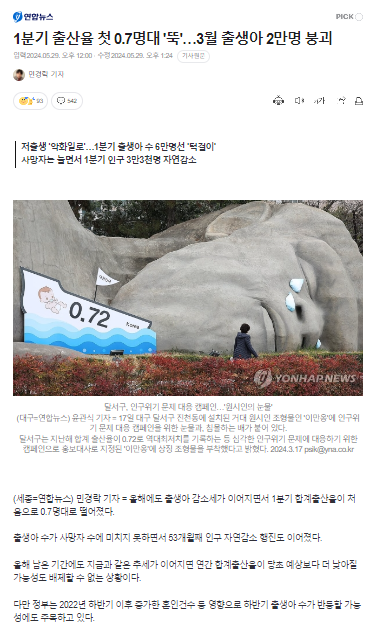 연합뉴스
PICK
1분기 출산율 첫 0.7명대 '뚝'…3월 출생아 2만명 붕괴
입력2024.05.29. 오후 12:00 · 수정2024.05.29. 오후 1:24 기사원문
민경락 기자
93
542
가가
저출생 '악화일로'…1분기 출생아 수 6만명선 '턱걸이'
사망자는 늘면서 1분기 인구 3만3천명 자연감소
0.72
Korea
YONHAP NEWS
달서구, 인구위기 문제 대응 캠페인…'원시인의 눈물'
(대구=연합뉴스) 윤관식 기자 = 17일 대구 달서구 진천동에 설치된 거대 원시인 조형물인 '이만옹'에 인구위
기 문제 대응 캠페인을 위한 눈물과, 침몰하는 배가 붙어 있다.
달서구는 지난해 합계 출산율이 0.72로 역대최저치를 기록하는 등 심각한 인구위기 문제에 대응하기 위한
캠페인으로 홍보대사로 지정된 '이만옹'에 상징 조형물을 부착했다고 밝혔다. 2024.3.17 psik@yna.co.kr
(세종=연합뉴스) 민경락 기자 = 올해에도 출생아 감소세가 이어지면서 1분기 합계출산율이 처
음으로 0.7명대로 떨어졌다.
출생아 수가 사망자 수에 미치지 못하면서 53개월째 인구 자연감소 행진도 이어졌다.
올해 남은 기간에도 지금과 같은 추세가 이어지면 연간 합계출산율이 당초 예상보다 더 낮아질
가능성도 배제할 수 없는 상황이다.
다만 정부는 2022년 하반기 이후 증가한 혼인건수 등 영향으로 하반기 출생아 수가 반등할 가능
성에도 주목하고 있다.